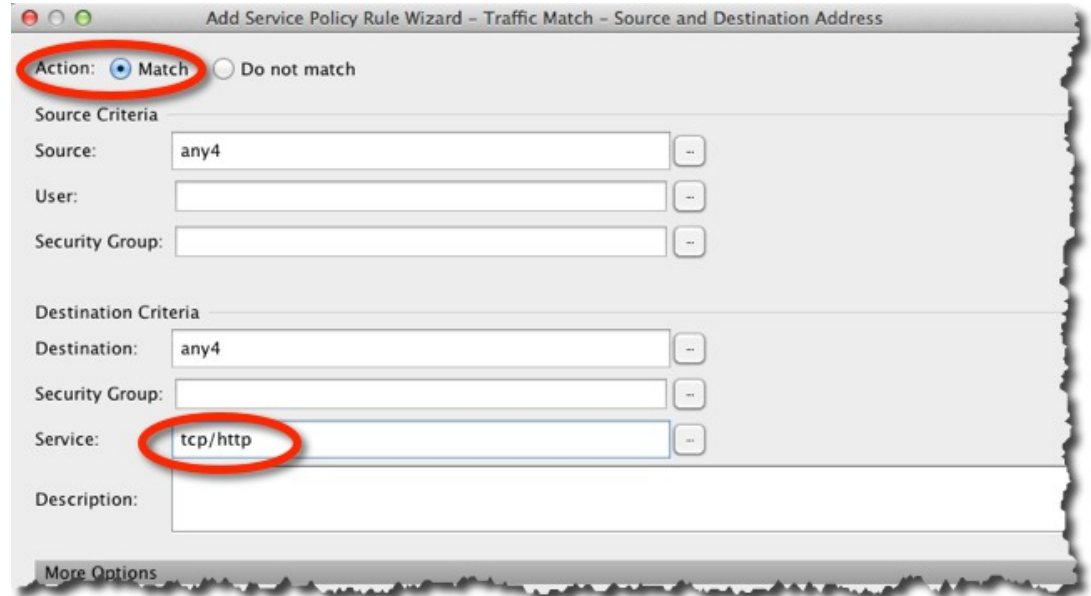 Add Service Policy Rule Wizard – Traffic Match – Source and Destination Address
Action: Match Do not match
Source Criteria
Source: any4 ...
User: ...
Security Group: ...
Destination Criteria
Destination: any4 ...
Security Group: ...
Service: tcp/http ...
Description:
More Options